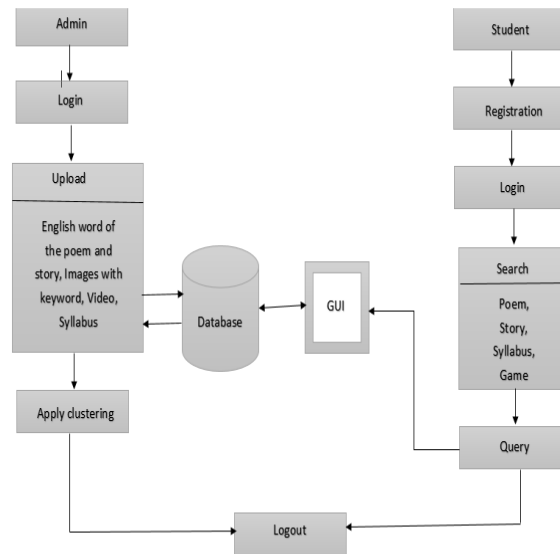 Admin
Login
Upload
English word of
the poem and
story, Images with
keyword, Video,
Syllabus
Apply clustering
Database
GUI
Student
Registration
Login
Search
Poem,
Story,
Syllabus,
Game
Query
Logout